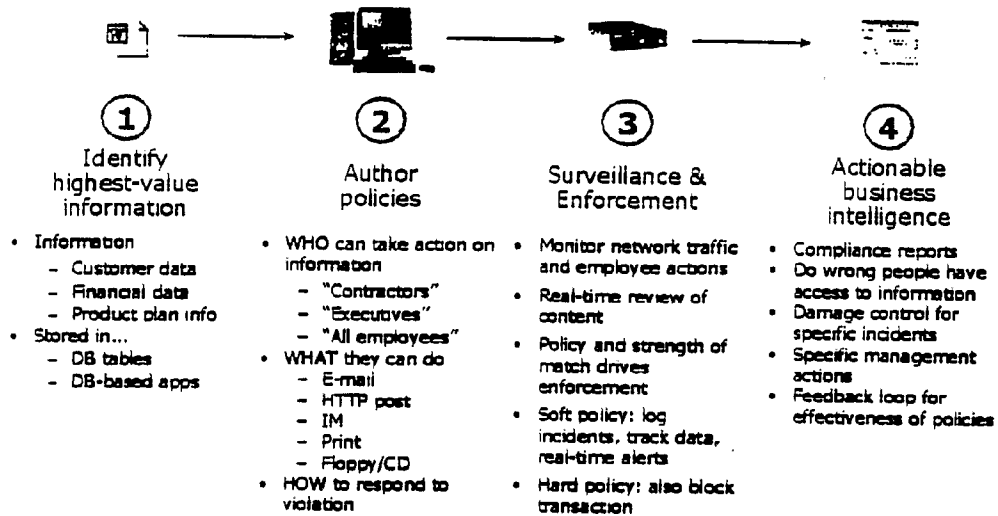 1
Identify
highest-value
information
• Information
– Customer data
– Financial data
– Product plan info
• Stored in...
– DB tables
– DB-based apps
2
Author
policies
• WHO can take action on
information
– "Contractors"
– "Executives"
– "All employees"
• WHAT they can do
– E-mail
– HTTP post
– IM
– Print
– Floppy/CD
• HOW to respond to
violation
3
Surveillance &
Enforcement
• Monitor network traffic
and employee actions
• Real-time review of
content
• Policy and strength of
match drives
enforcement
• Soft policy: log
incidents, track data,
real-time alerts
• Hard policy: also block
transaction
4
Actionable
business
intelligence
• Compliance reports
• Do wrong people have
access to information
• Damage control for
specific incidents
• Specific management
actions
• Feedback loop for
effectiveness of policies